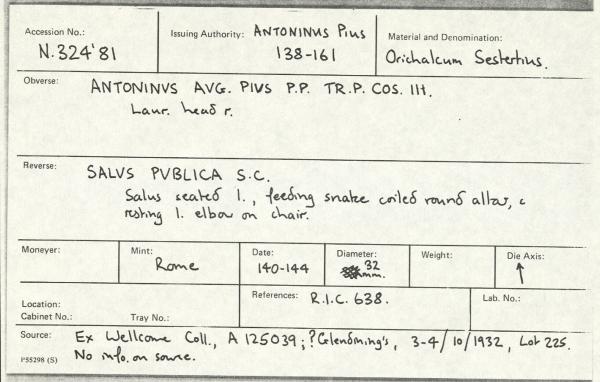 Accession No.: Issuing Authority: ANTONINUS PIUS Material and Denomination:
N.324'81 138-161 Orichalcum Sestertius.
Obverse: ANTONINVS AVG. PIVS P.P. TR.P. COS. III.
Laur. head r.
Reverse: SALVS PVBLICA S.C.
Salus seated l., feeding snake coiled round altar, &
resting l. elbow on chair.
Moneyer: Mint: Date: Diameter: Weight: Die Axis:
Rome 140-144 32 mm. ↑
Location: References: R.I.C. 638. Lab. No.:
Cabinet No.: Tray No.:
Source: Ex Wellcome Coll., A 125039; ?Glendining's, 3-4/10/1932, Lot 225.
P55298 (S) No info. on source.